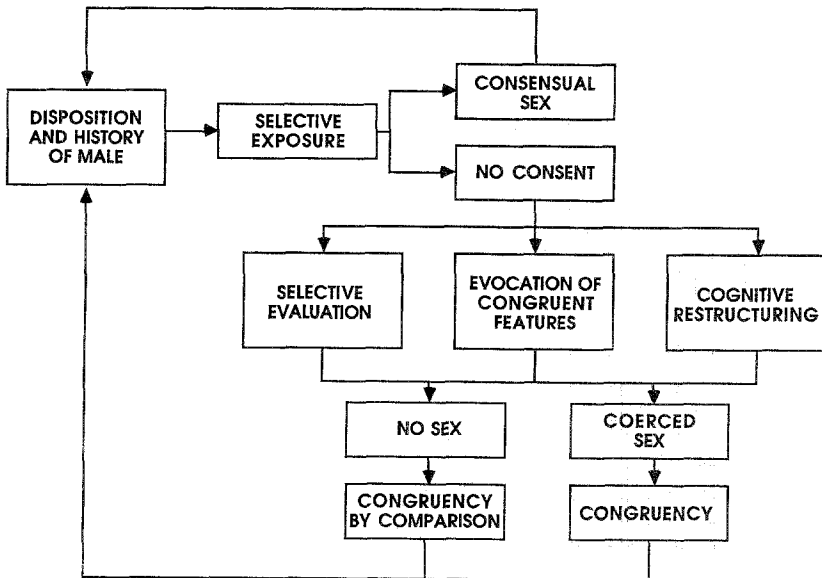 CONSENSUAL
SEX
DISPOSITION
AND HISTORY
OF MALE
SELECTIVE
EXPOSURE
NO CONSENT
SELECTIVE
EVALUATION
EVOCATION OF
CONGRUENT
FEATURES
COGNITIVE
RESTRUCTURING
NO SEX
COERCED
SEX
CONGRUENCY
BY COMPARISON
CONGRUENCY